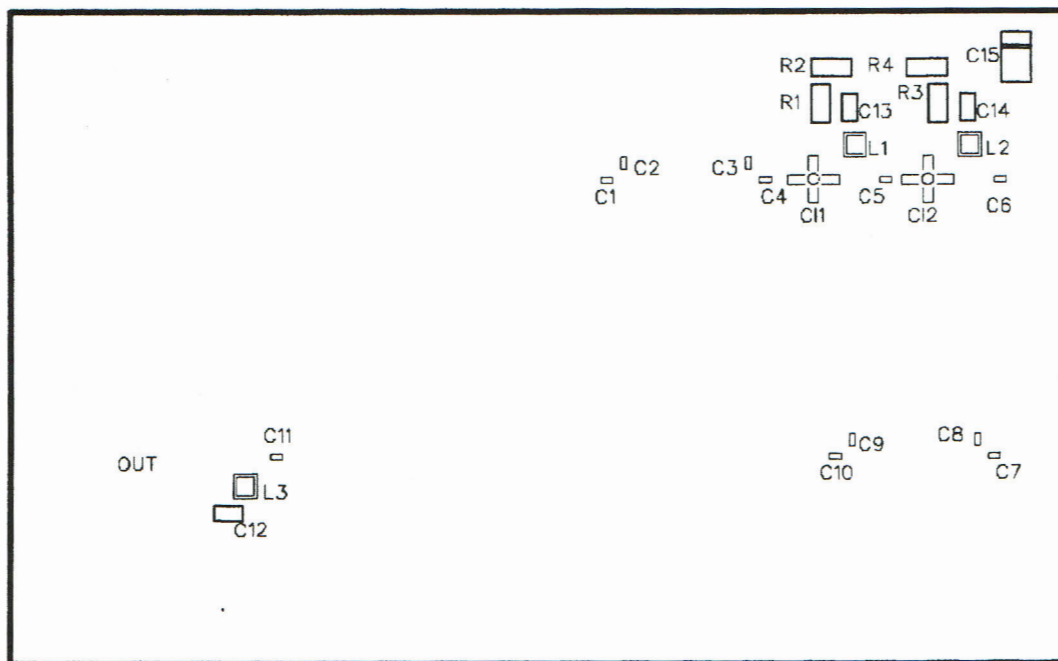 C15
R2 R4
R1 C13 R3 C14
L1 L2
C2 C3
C1 C4 CI1 C5 CI2 C6
C11 C9 C8
OUT C10 C7
L3
C12